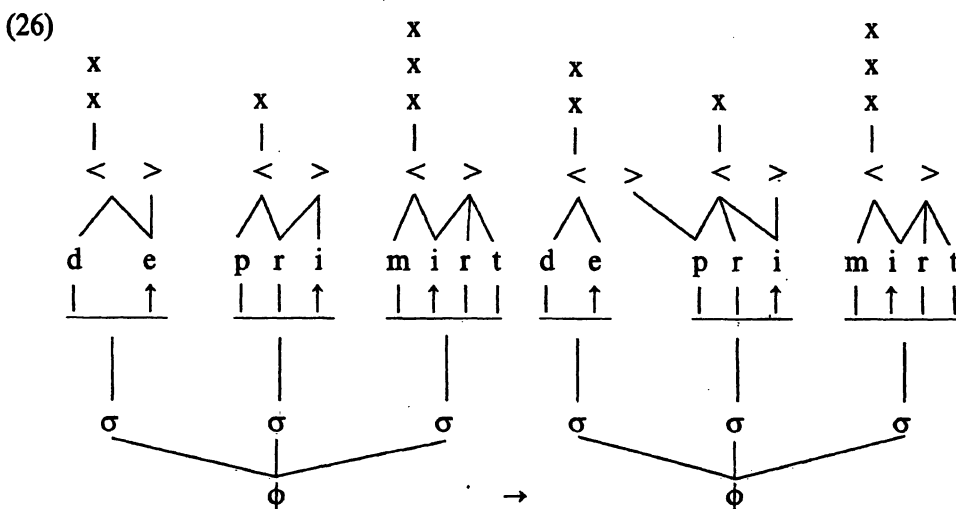 (26)
x x
x x x x
x x x x x x
< > < > < > < > < > < >
d e p r i m i r t d e p r i m i r t
↑ ↑ ↑ ↑ ↑ ↑
σ σ σ σ σ σ
ϕ → ϕ